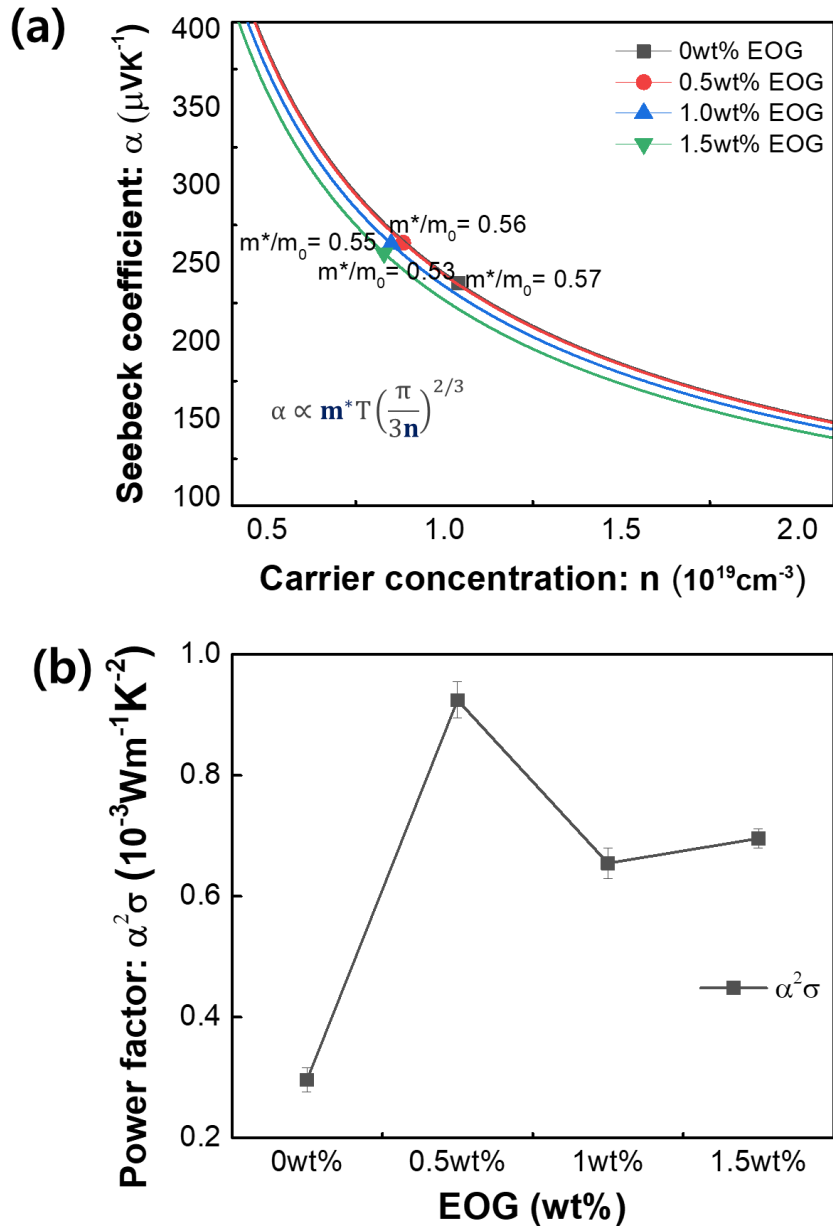 (a)
Seebeck coefficient: α (μVK⁻¹)
400
350
300
250
200
150
100
0wt% EOG
0.5wt% EOG
1.0wt% EOG
1.5wt% EOG
m*/m₀= 0.56
m*/m₀= 0.55
m*/m₀= 0.53
m*/m₀= 0.57
α ∝ m*T(π/3n)^2/3
0.5 1.0 1.5 2.0
Carrier concentration: n (10¹⁹cm⁻³)
(b)
Power factor: α²σ (10⁻³Wm⁻¹K⁻²)
1.0
0.8
0.6
0.4
0.2
α²σ
0wt% 0.5wt% 1wt% 1.5wt%
EOG (wt%)